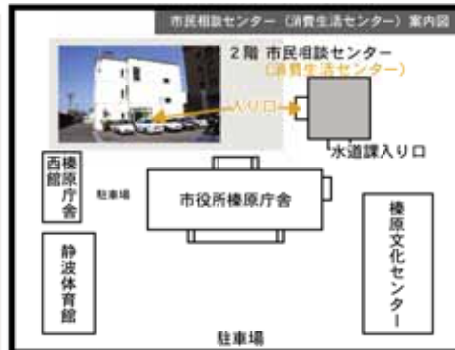 市民相談センター（消費生活センター）案内図
２階 市民相談センター
（消費生活センター）
入り口
水道課入り口
榛原庁舎
西館
駐車場
市役所榛原庁舎
榛原文化センター
静波体育館
駐車場